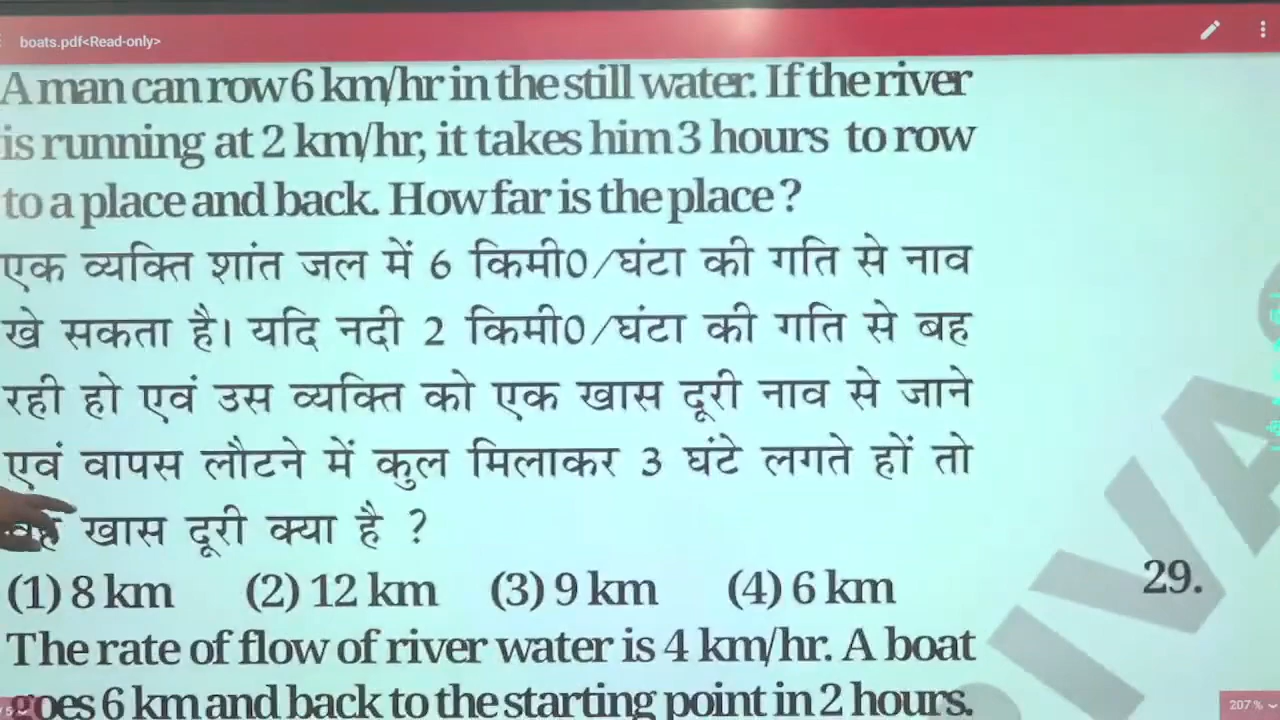 boats.pdf<Read-only>
A man can row 6 km/hr in the still water. If the river
is running at 2 km/hr, it takes him 3 hours to row
to a place and back. How far is the place ?
एक व्यक्ति शांत जल में 6 किमी0/घंटा की गति से नाव
खे सकता है। यदि नदी 2 किमी0/घंटा की गति से बह
रही हो एवं उस व्यक्ति को एक खास दूरी नाव से जाने
एवं वापस लौटने में कुल मिलाकर 3 घंटे लगते हों तो
वह खास दूरी क्या है ?
(1) 8 km (2) 12 km (3) 9 km (4) 6 km
29.
The rate of flow of river water is 4 km/hr. A boat
goes 6 km and back to the starting point in 2 hours.
207 %